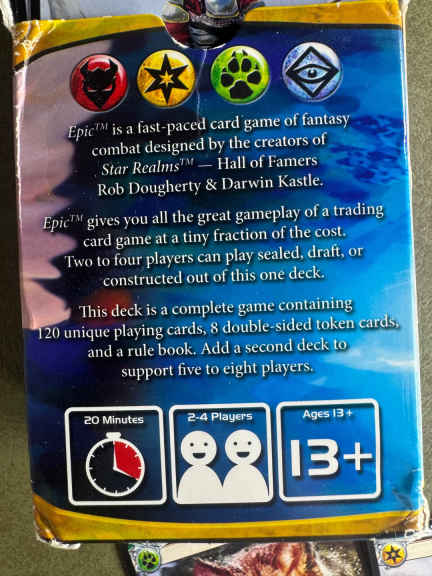 Epic™ is a fast-paced card game of fantasy
combat designed by the creators of
Star Realms™ — Hall of Famers
Rob Dougherty & Darwin Kastle.
Epic™ gives you all the great gameplay of a trading
card game at a tiny fraction of the cost.
Two to four players can play sealed, draft, or
constructed out of this one deck.
This deck is a complete game containing
120 unique playing cards, 8 double-sided token cards,
and a rule book. Add a second deck to
support five to eight players.
20 Minutes
2-4 Players
Ages 13+
13+